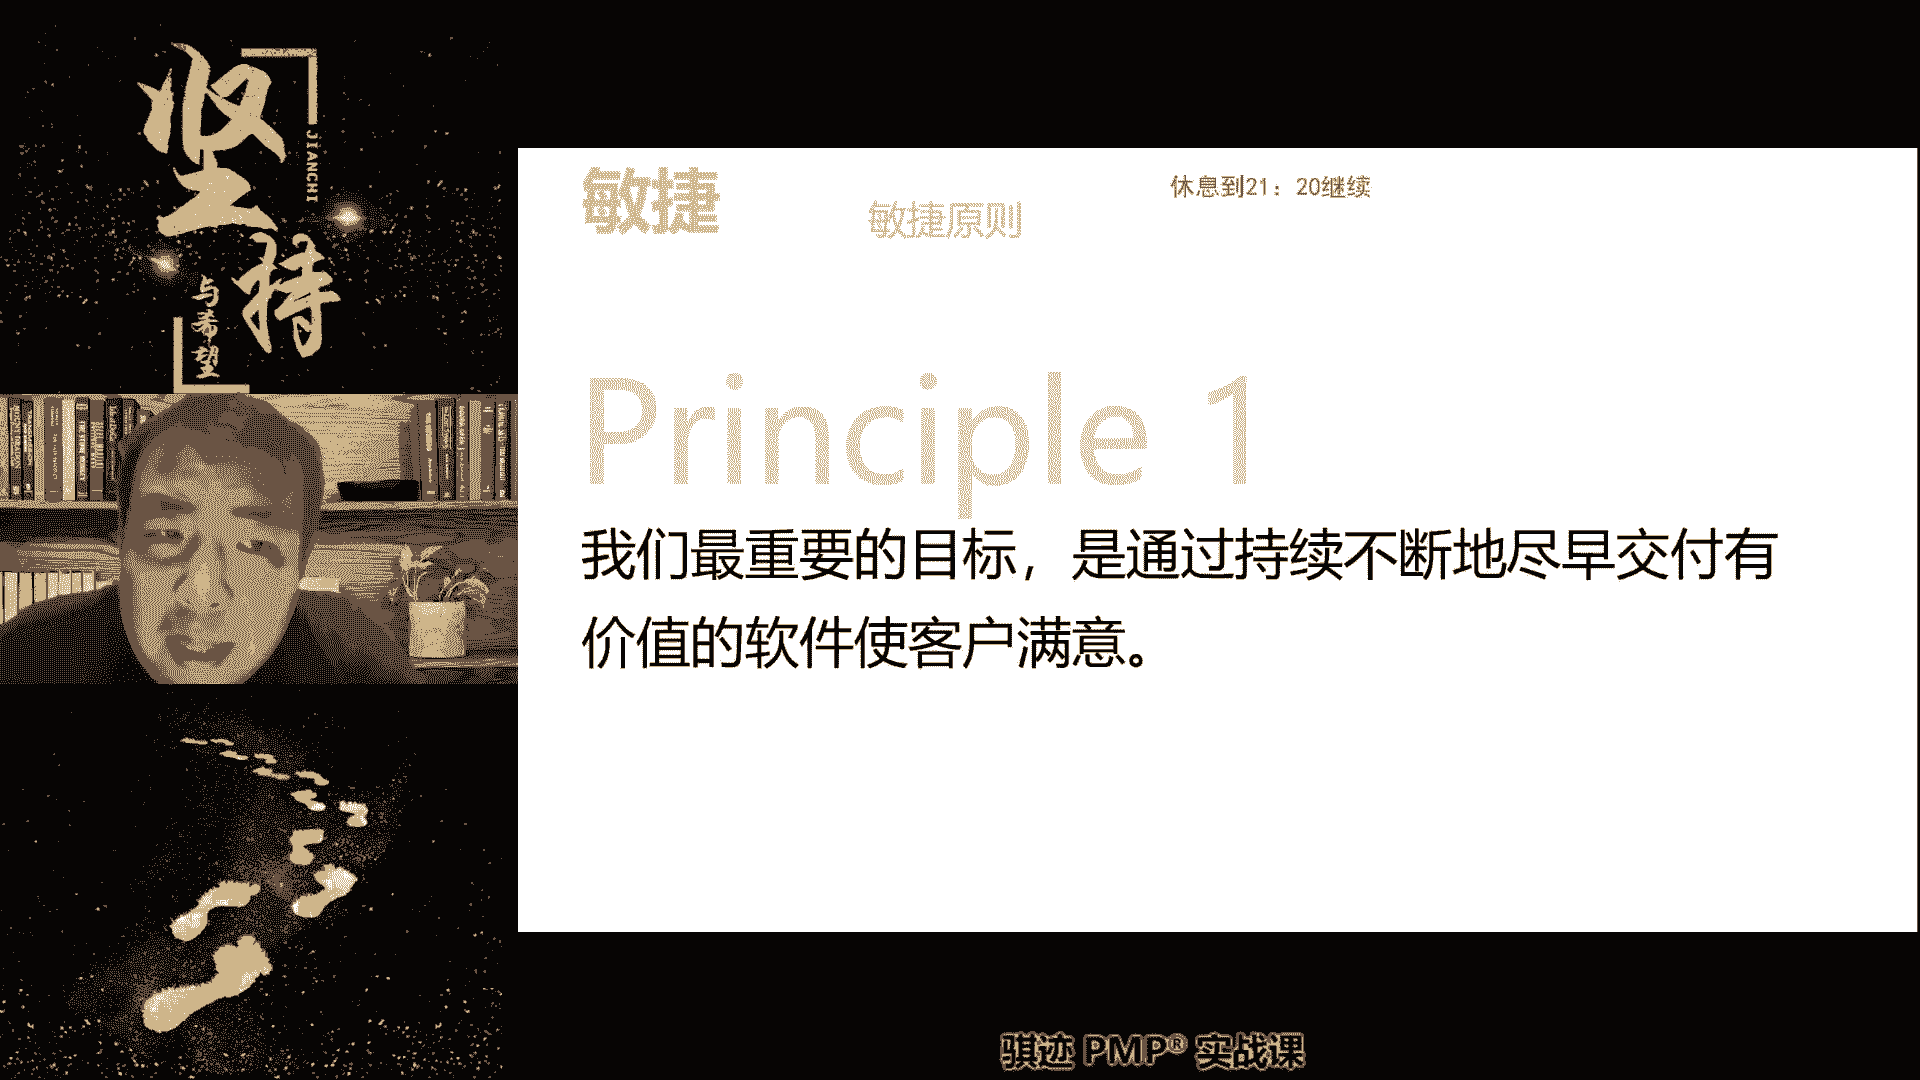 坚持
JIANCHI
与希望
敏捷
敏捷原则
休息到21：20继续
Principle 1
我们最重要的目标，是通过持续不断地尽早交付有
价值的软件使客户满意。
骐迹 PMP® 实战课